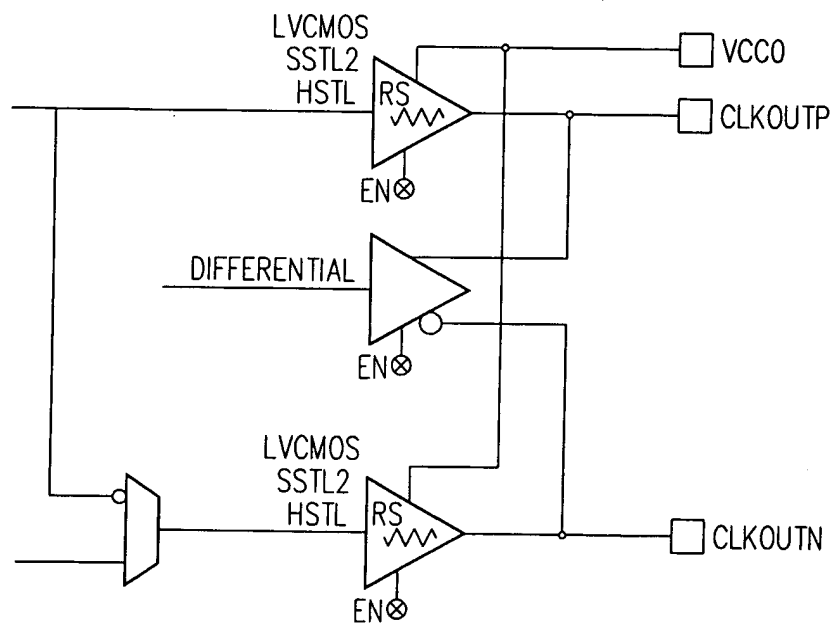 LVCMOS
SSTL2
HSTL
RS
EN
VCCO
CLKOUTP
DIFFERENTIAL
EN
LVCMOS
SSTL2
HSTL
RS
EN
CLKOUTN